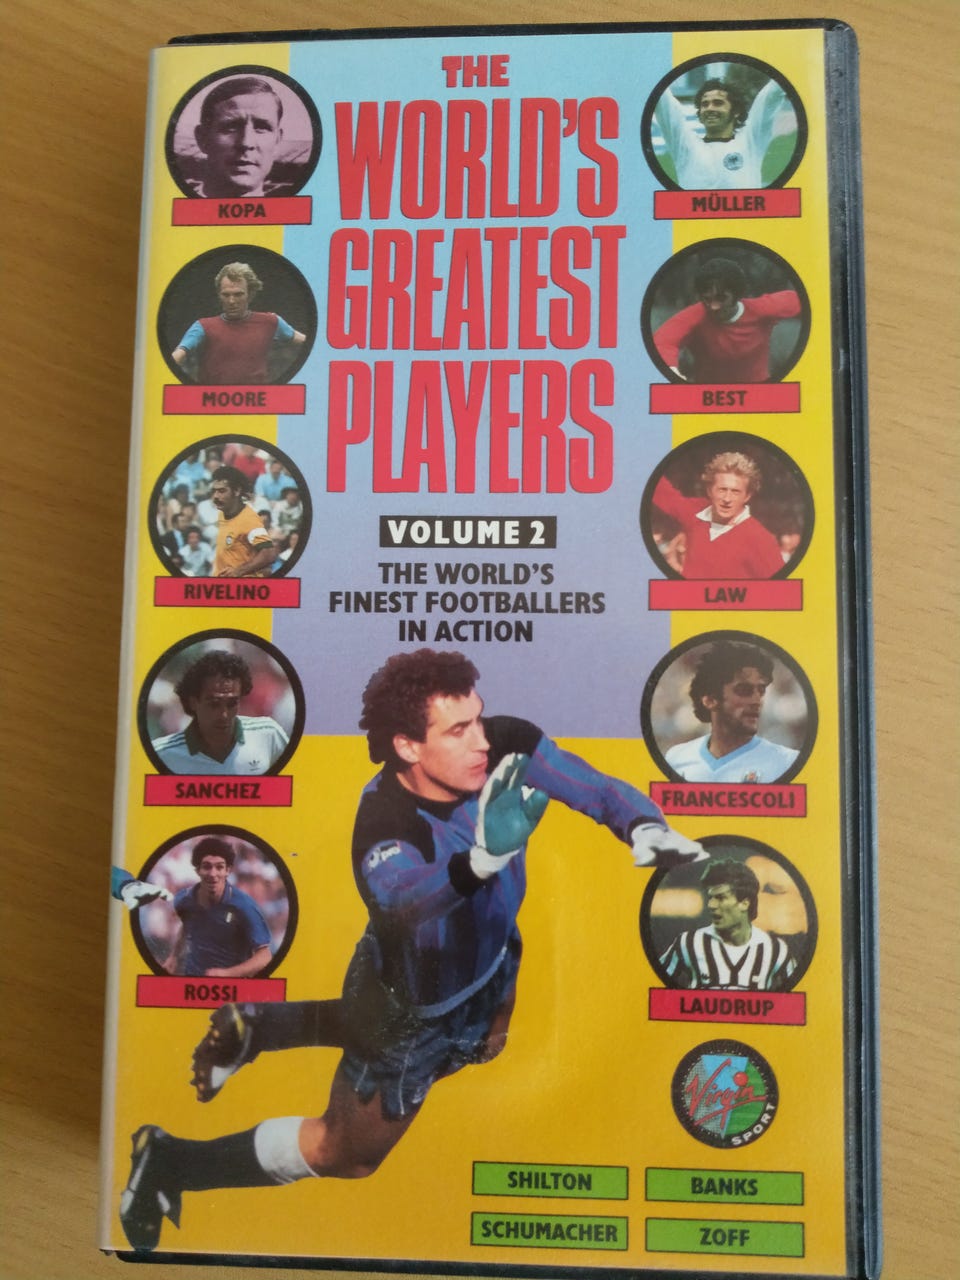 THE
WORLD'S
GREATEST
PLAYERS
VOLUME 2
THE WORLD'S
FINEST FOOTBALLERS
IN ACTION
KOPA
MOORE
RIVELINO
SANCHEZ
ROSSI
MÜLLER
BEST
LAW
FRANCESCOLI
LAUDRUP
Virgin
SPORT
SHILTON
BANKS
SCHUMACHER
ZOFF